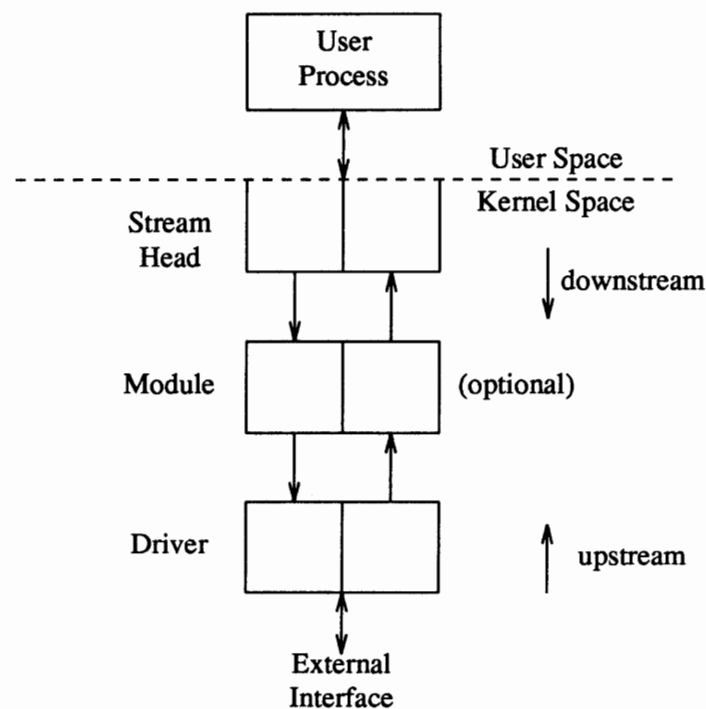 User
Process
User Space
Kernel Space
Stream
Head
downstream
Module
(optional)
Driver
upstream
External
Interface